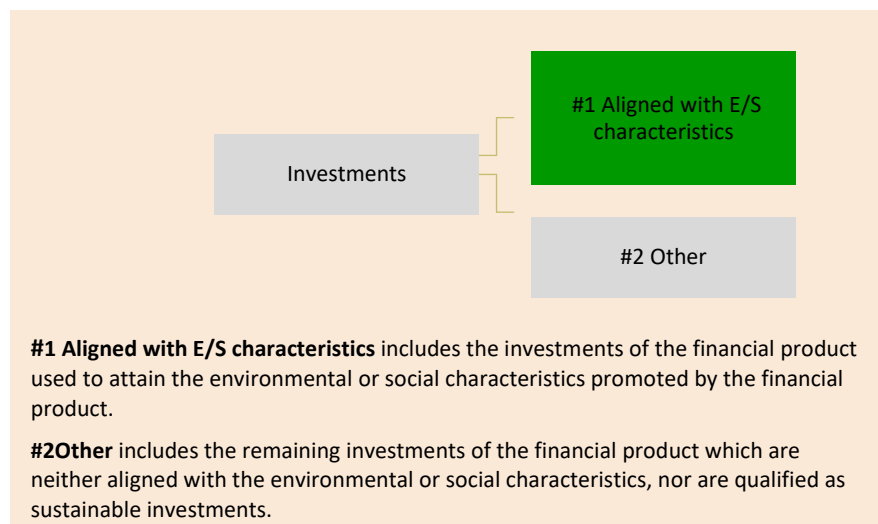 #1 Aligned with E/S
characteristics
Investments
#2 Other
#1 Aligned with E/S characteristics includes the investments of the financial product
used to attain the environmental or social characteristics promoted by the financial
product.
#2Other includes the remaining investments of the financial product which are
neither aligned with the environmental or social characteristics, nor are qualified as
sustainable investments.